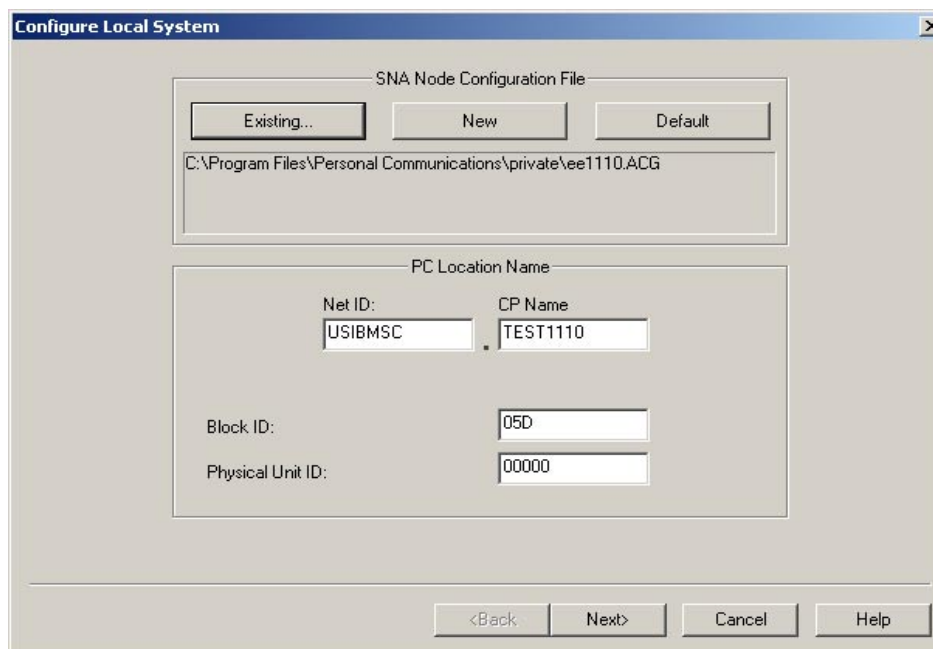 Configure Local System
SNA Node Configuration File
Existing... New Default
C:\Program Files\Personal Communications\private\ee1110.ACG
PC Location Name
Net ID: CP Name
USIBMSC . TEST1110
Block ID: 05D
Physical Unit ID: 00000
<Back Next> Cancel Help